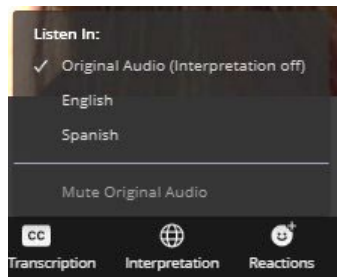 Listen In:
✓ Original Audio (Interpretation off)
English
Spanish
Mute Original Audio
CC
Transcription Interpretation Reactions